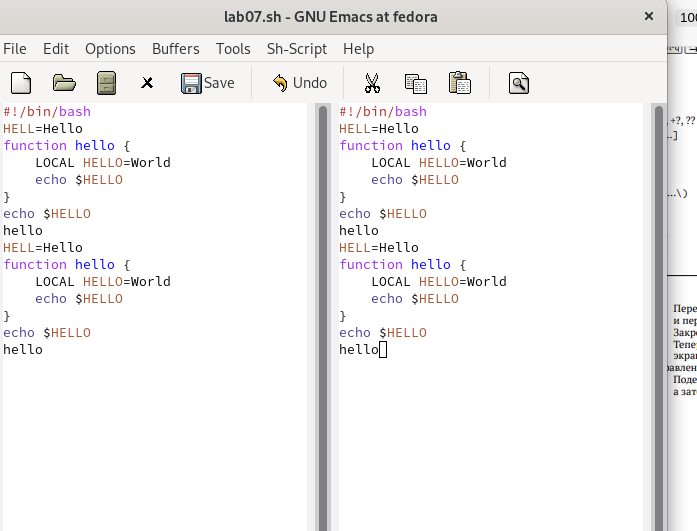 lab07.sh - GNU Emacs at fedora
File Edit Options Buffers Tools Sh-Script Help
Save Undo
#!/bin/bash
HELL=Hello
function hello {
    LOCAL HELLO=World
    echo $HELLO
}
echo $HELLO
hello
HELL=Hello
function hello {
    LOCAL HELLO=World
    echo $HELLO
}
echo $HELLO
hello
#!/bin/bash
HELL=Hello
function hello {
    LOCAL HELLO=World
    echo $HELLO
}
echo $HELLO
hello
HELL=Hello
function hello {
    LOCAL HELLO=World
    echo $HELLO
}
echo $HELLO
hello
100
+?, ??
...]
...\)
Пере
и пер
Закр
Тепер
экран
авлен
Поде
а зат